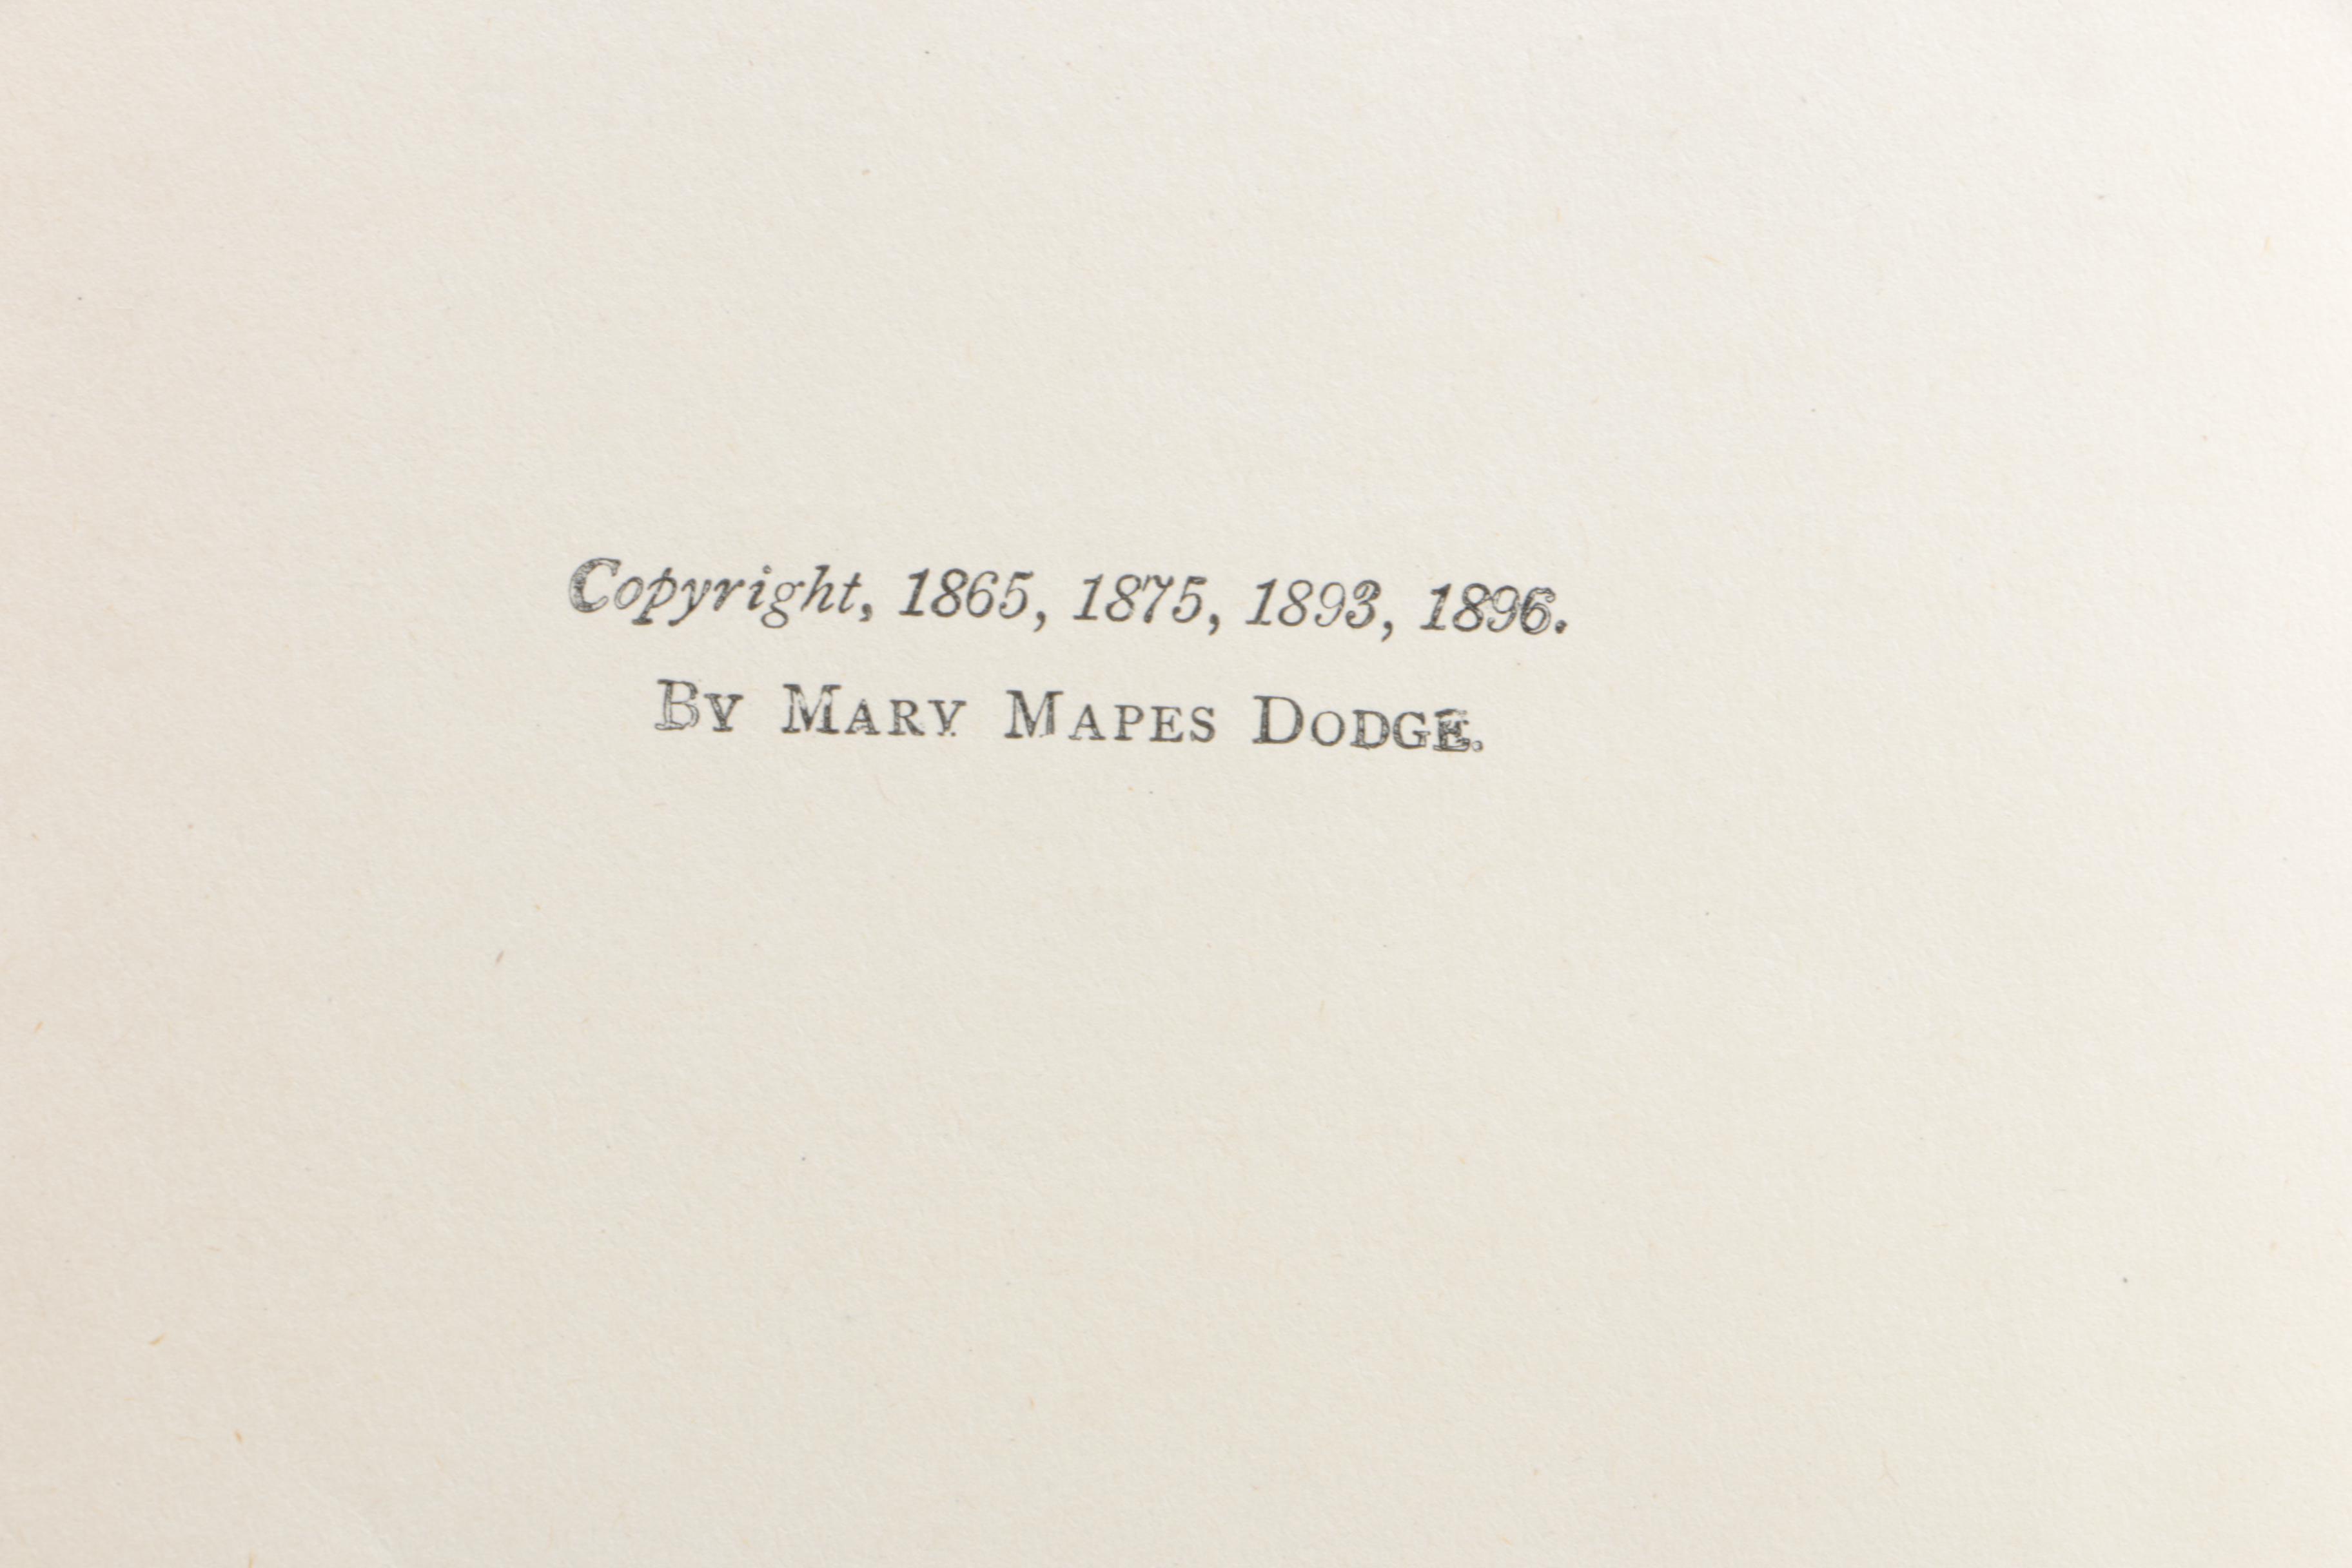 Copyright, 1865, 1875, 1893, 1896.
By Mary Mapes Dodge.